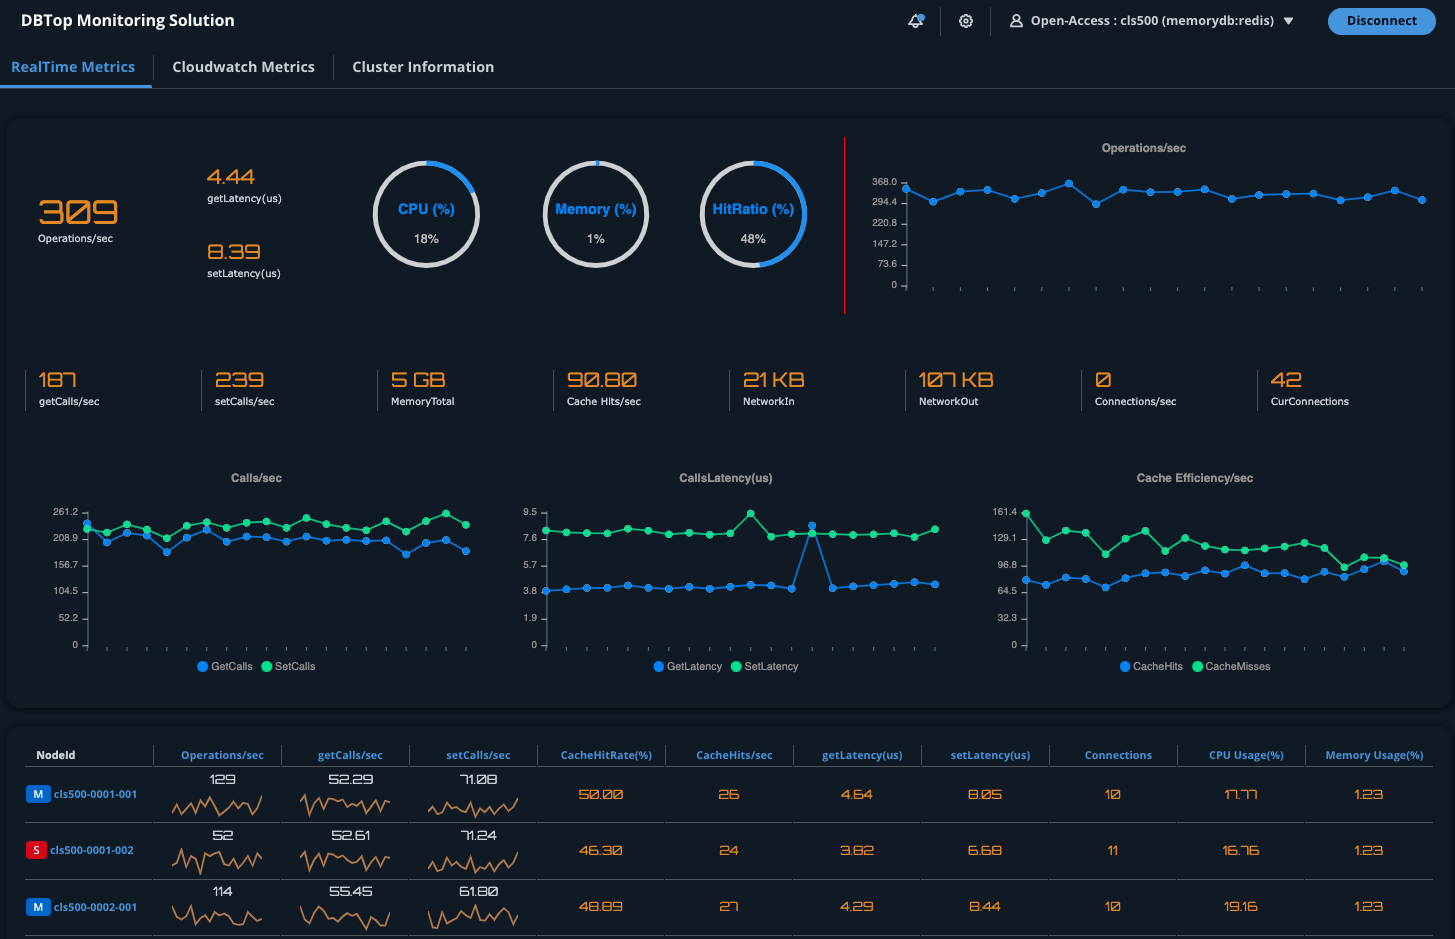 DBTop Monitoring Solution
Open-Access : cls500 (memorydb:redis)
Disconnect
RealTime Metrics
Cloudwatch Metrics
Cluster Information
309
Operations/sec
4.44
getLatency(us)
8.39
setLatency(us)
CPU (%)
18%
Memory (%)
1%
HitRatio (%)
48%
Operations/sec
368.0
294.4
220.8
147.2
73.6
0
187
getCalls/sec
239
setCalls/sec
5 GB
MemoryTotal
90.80
Cache Hits/sec
21 KB
NetworkIn
107 KB
NetworkOut
0
Connections/sec
42
CurConnections
Calls/sec
261.2
208.9
156.7
104.5
52.2
0
GetCalls SetCalls
CallsLatency(us)
9.5
7.6
5.7
3.8
1.9
0
GetLatency SetLatency
Cache Efficiency/sec
161.4
129.1
96.8
64.5
32.3
0
CacheHits CacheMisses
NodeId Operations/sec getCalls/sec setCalls/sec CacheHitRate(%) CacheHits/sec getLatency(us) setLatency(us) Connections CPU Usage(%) Memory Usage(%)
M cls500-0001-001 129 52.29 71.08 50.00 26 4.64 8.05 10 17.77 1.23
S cls500-0001-002 52 52.61 71.24 46.30 24 3.82 6.68 11 16.76 1.23
M cls500-0002-001 114 55.45 61.80 48.89 27 4.29 8.44 10 19.16 1.23